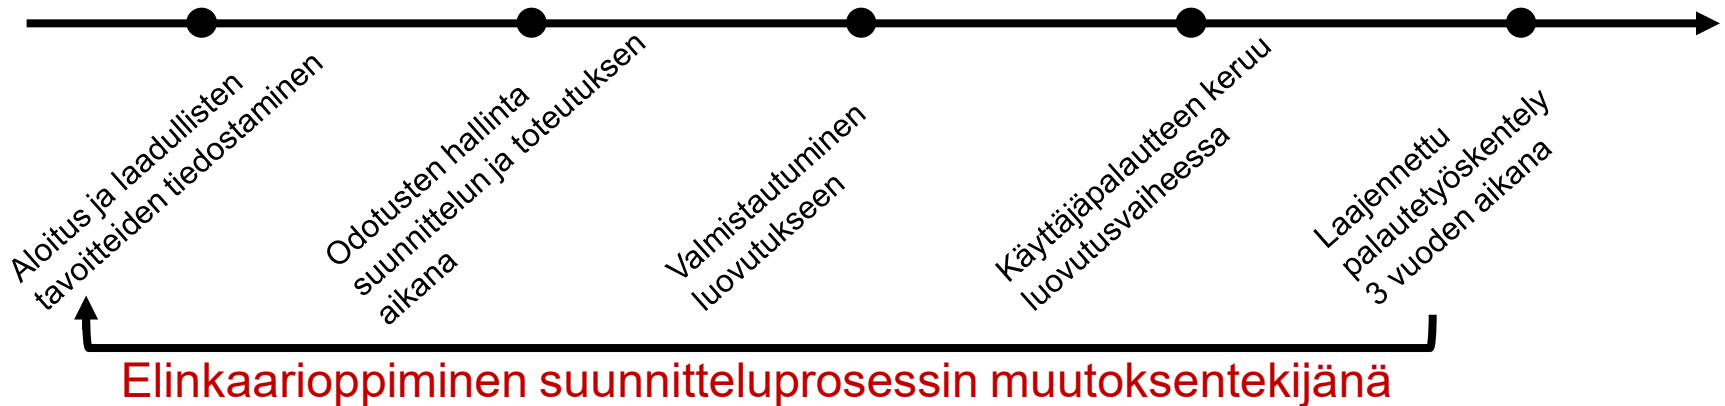 Aloitus ja laadullisten
tavoitteiden tiedostaminen
Odotusten hallinta
suunnittelun ja toteutuksen
aikana
Valmistautuminen
luovutukseen
Käyttäjäpalautteen keruu
luovutusvaiheessa
Laajennettu
palautetyöskentely
3 vuoden aikana
Elinkaarioppiminen suunnitteluprosessin muutoksentekijänä